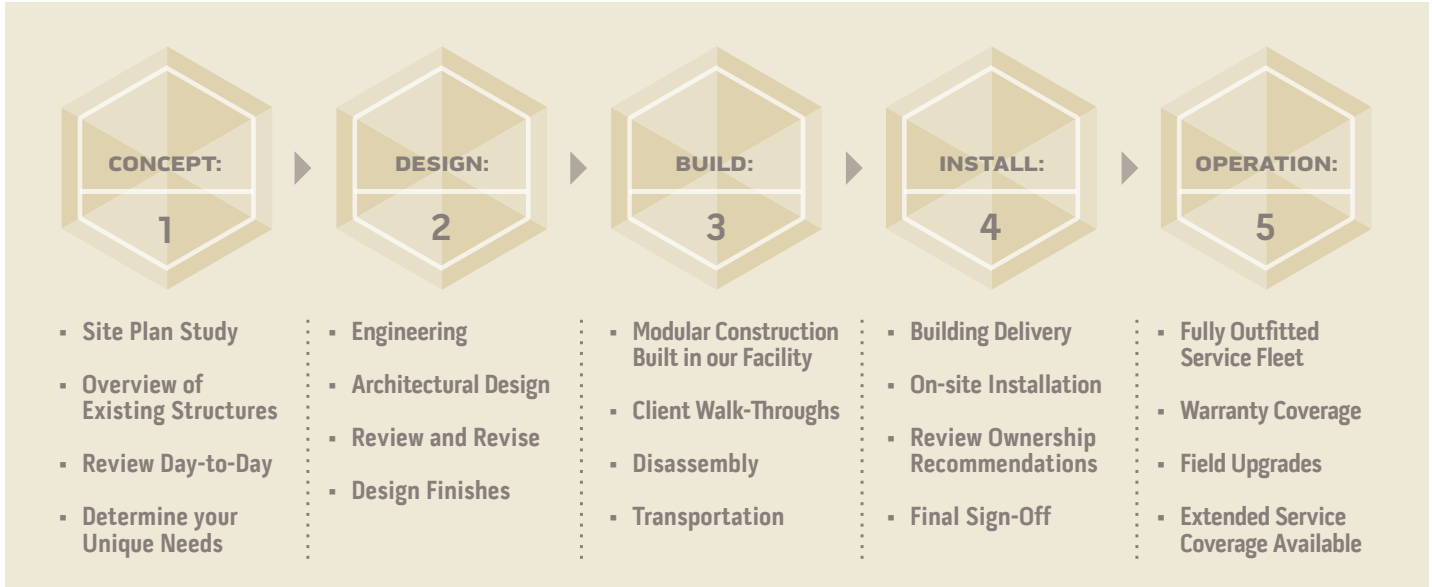 CONCEPT:
1
▪ Site Plan Study
▪ Overview of
Existing Structures
▪ Review Day-to-Day
▪ Determine your
Unique Needs
DESIGN:
2
▪ Engineering
▪ Architectural Design
▪ Review and Revise
▪ Design Finishes
BUILD:
3
▪ Modular Construction
Built in our Facility
▪ Client Walk-Throughs
▪ Disassembly
▪ Transportation
INSTALL:
4
▪ Building Delivery
▪ On-site Installation
▪ Review Ownership
Recommendations
▪ Final Sign-Off
OPERATION:
5
▪ Fully Outfitted
Service Fleet
▪ Warranty Coverage
▪ Field Upgrades
▪ Extended Service
Coverage Available